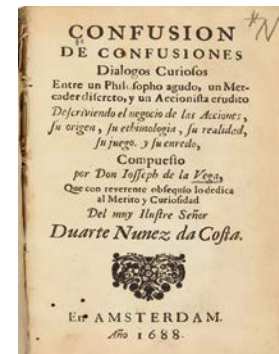 *N
CONFUSION
DE CONFUSIONES
Dialogos Curiosos
Entre un Philosopho agudo, un Mer-
cader discreto, y un Accionista erudito
Descriviendo el negocio de las Acciones,
su origen, su ethimologia, su realidad,
su juego, y su enredo,
Compuesto
por Don Iosseph de la Vega,
Que con reverente obsequio lo dedica
al Merito y Curiosidad
Del muy Ilustre Señor
Duarte Nunez da Costa.
En AMSTERDAM.
Año 1688.